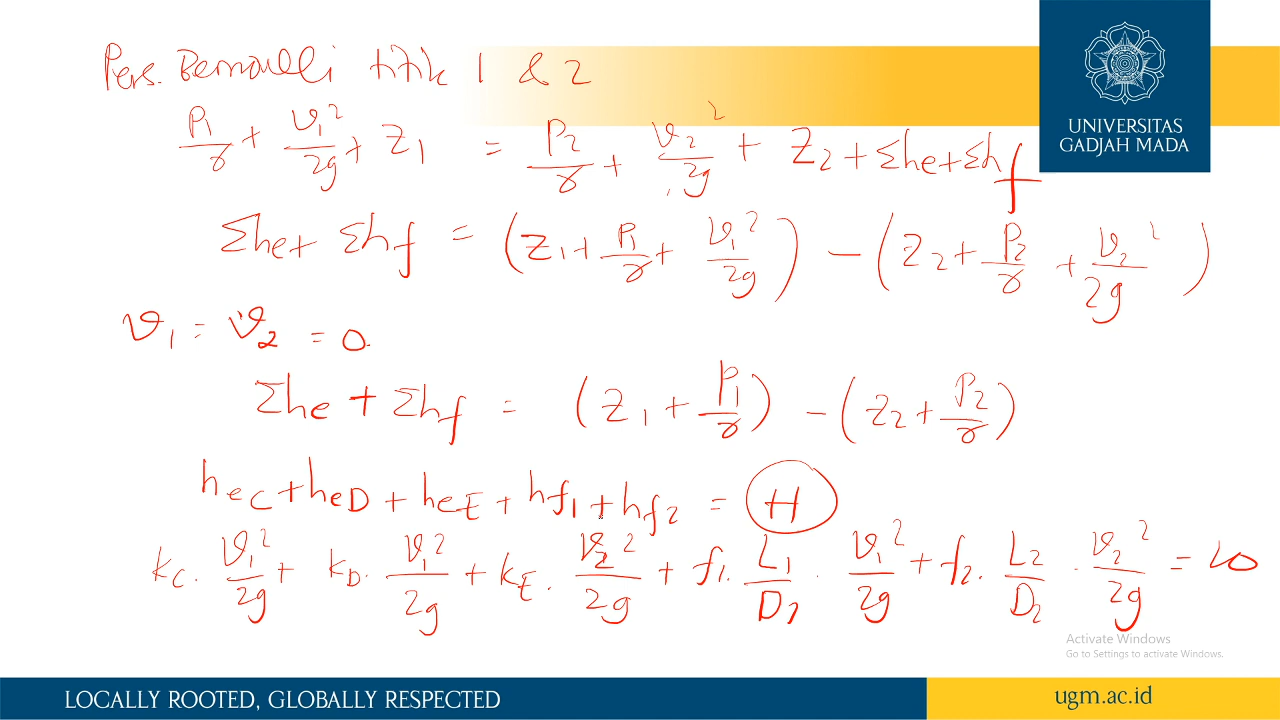 Pers. Bernoulli titik 1 & 2
P1/γ + v1²/2g + Z1 = P2/γ + v2²/2g + Z2 + Σhe + Σhf
Σhe + Σhf = (Z1 + P1/γ + v1²/2g) - (Z2 + P2/γ + v2²/2g)
v1 = v2 = 0
Σhe + Σhf = (Z1 + P1/γ) - (Z2 + P2/γ)
heC + heD + heE + hf1 + hf2 = H
kC. v1²/2g + kD. v1²/2g + kE. v2²/2g + f1. L1/D1 . v1²/2g + f2. L2/D2 . v2²/2g = 20
UNIVERSITAS
GADJAH MADA
Activate Windows
Go to Settings to activate Windows.
LOCALLY ROOTED, GLOBALLY RESPECTED
ugm.ac.id